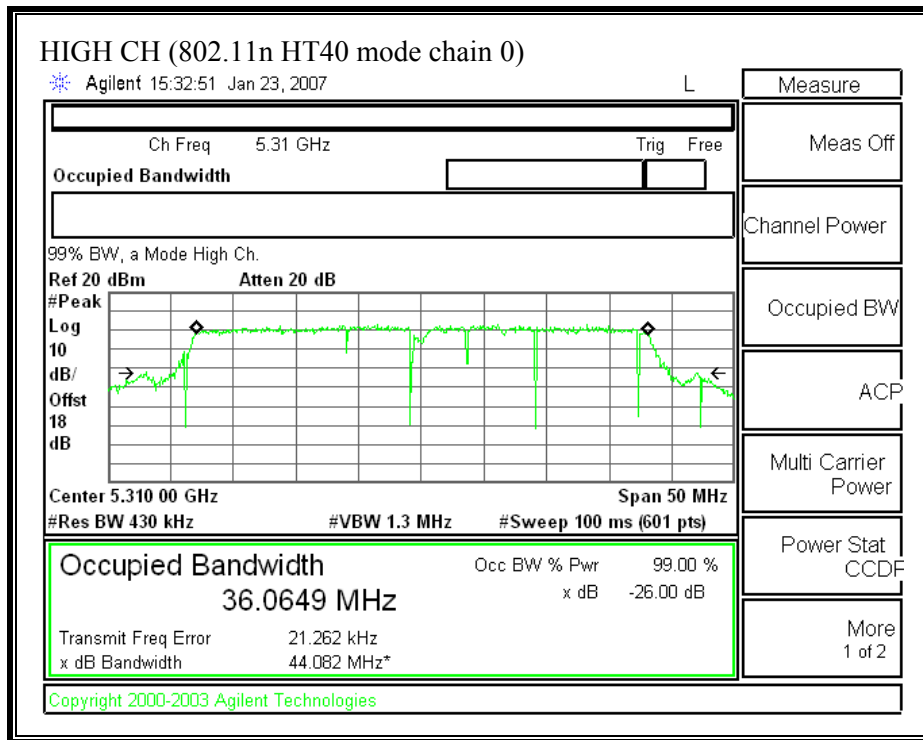 HIGH CH (802.11n HT40 mode chain 0)
Agilent 15:32:51 Jan 23, 2007 L
Measure
Ch Freq 5.31 GHz Trig Free
Meas Off
Occupied Bandwidth
Channel Power
99% BW, a Mode High Ch.
Ref 20 dBm Atten 20 dB
#Peak
Log
10
dB/
Offst
18
dB
Occupied BW
ACP
Multi Carrier
Power
Center 5.310 00 GHz Span 50 MHz
#Res BW 430 kHz #VBW 1.3 MHz #Sweep 100 ms (601 pts)
Power Stat
CCDF
Occupied Bandwidth Occ BW % Pwr 99.00 %
36.0649 MHz x dB -26.00 dB
Transmit Freq Error 21.262 kHz
x dB Bandwidth 44.082 MHz*
More
1 of 2
Copyright 2000-2003 Agilent Technologies